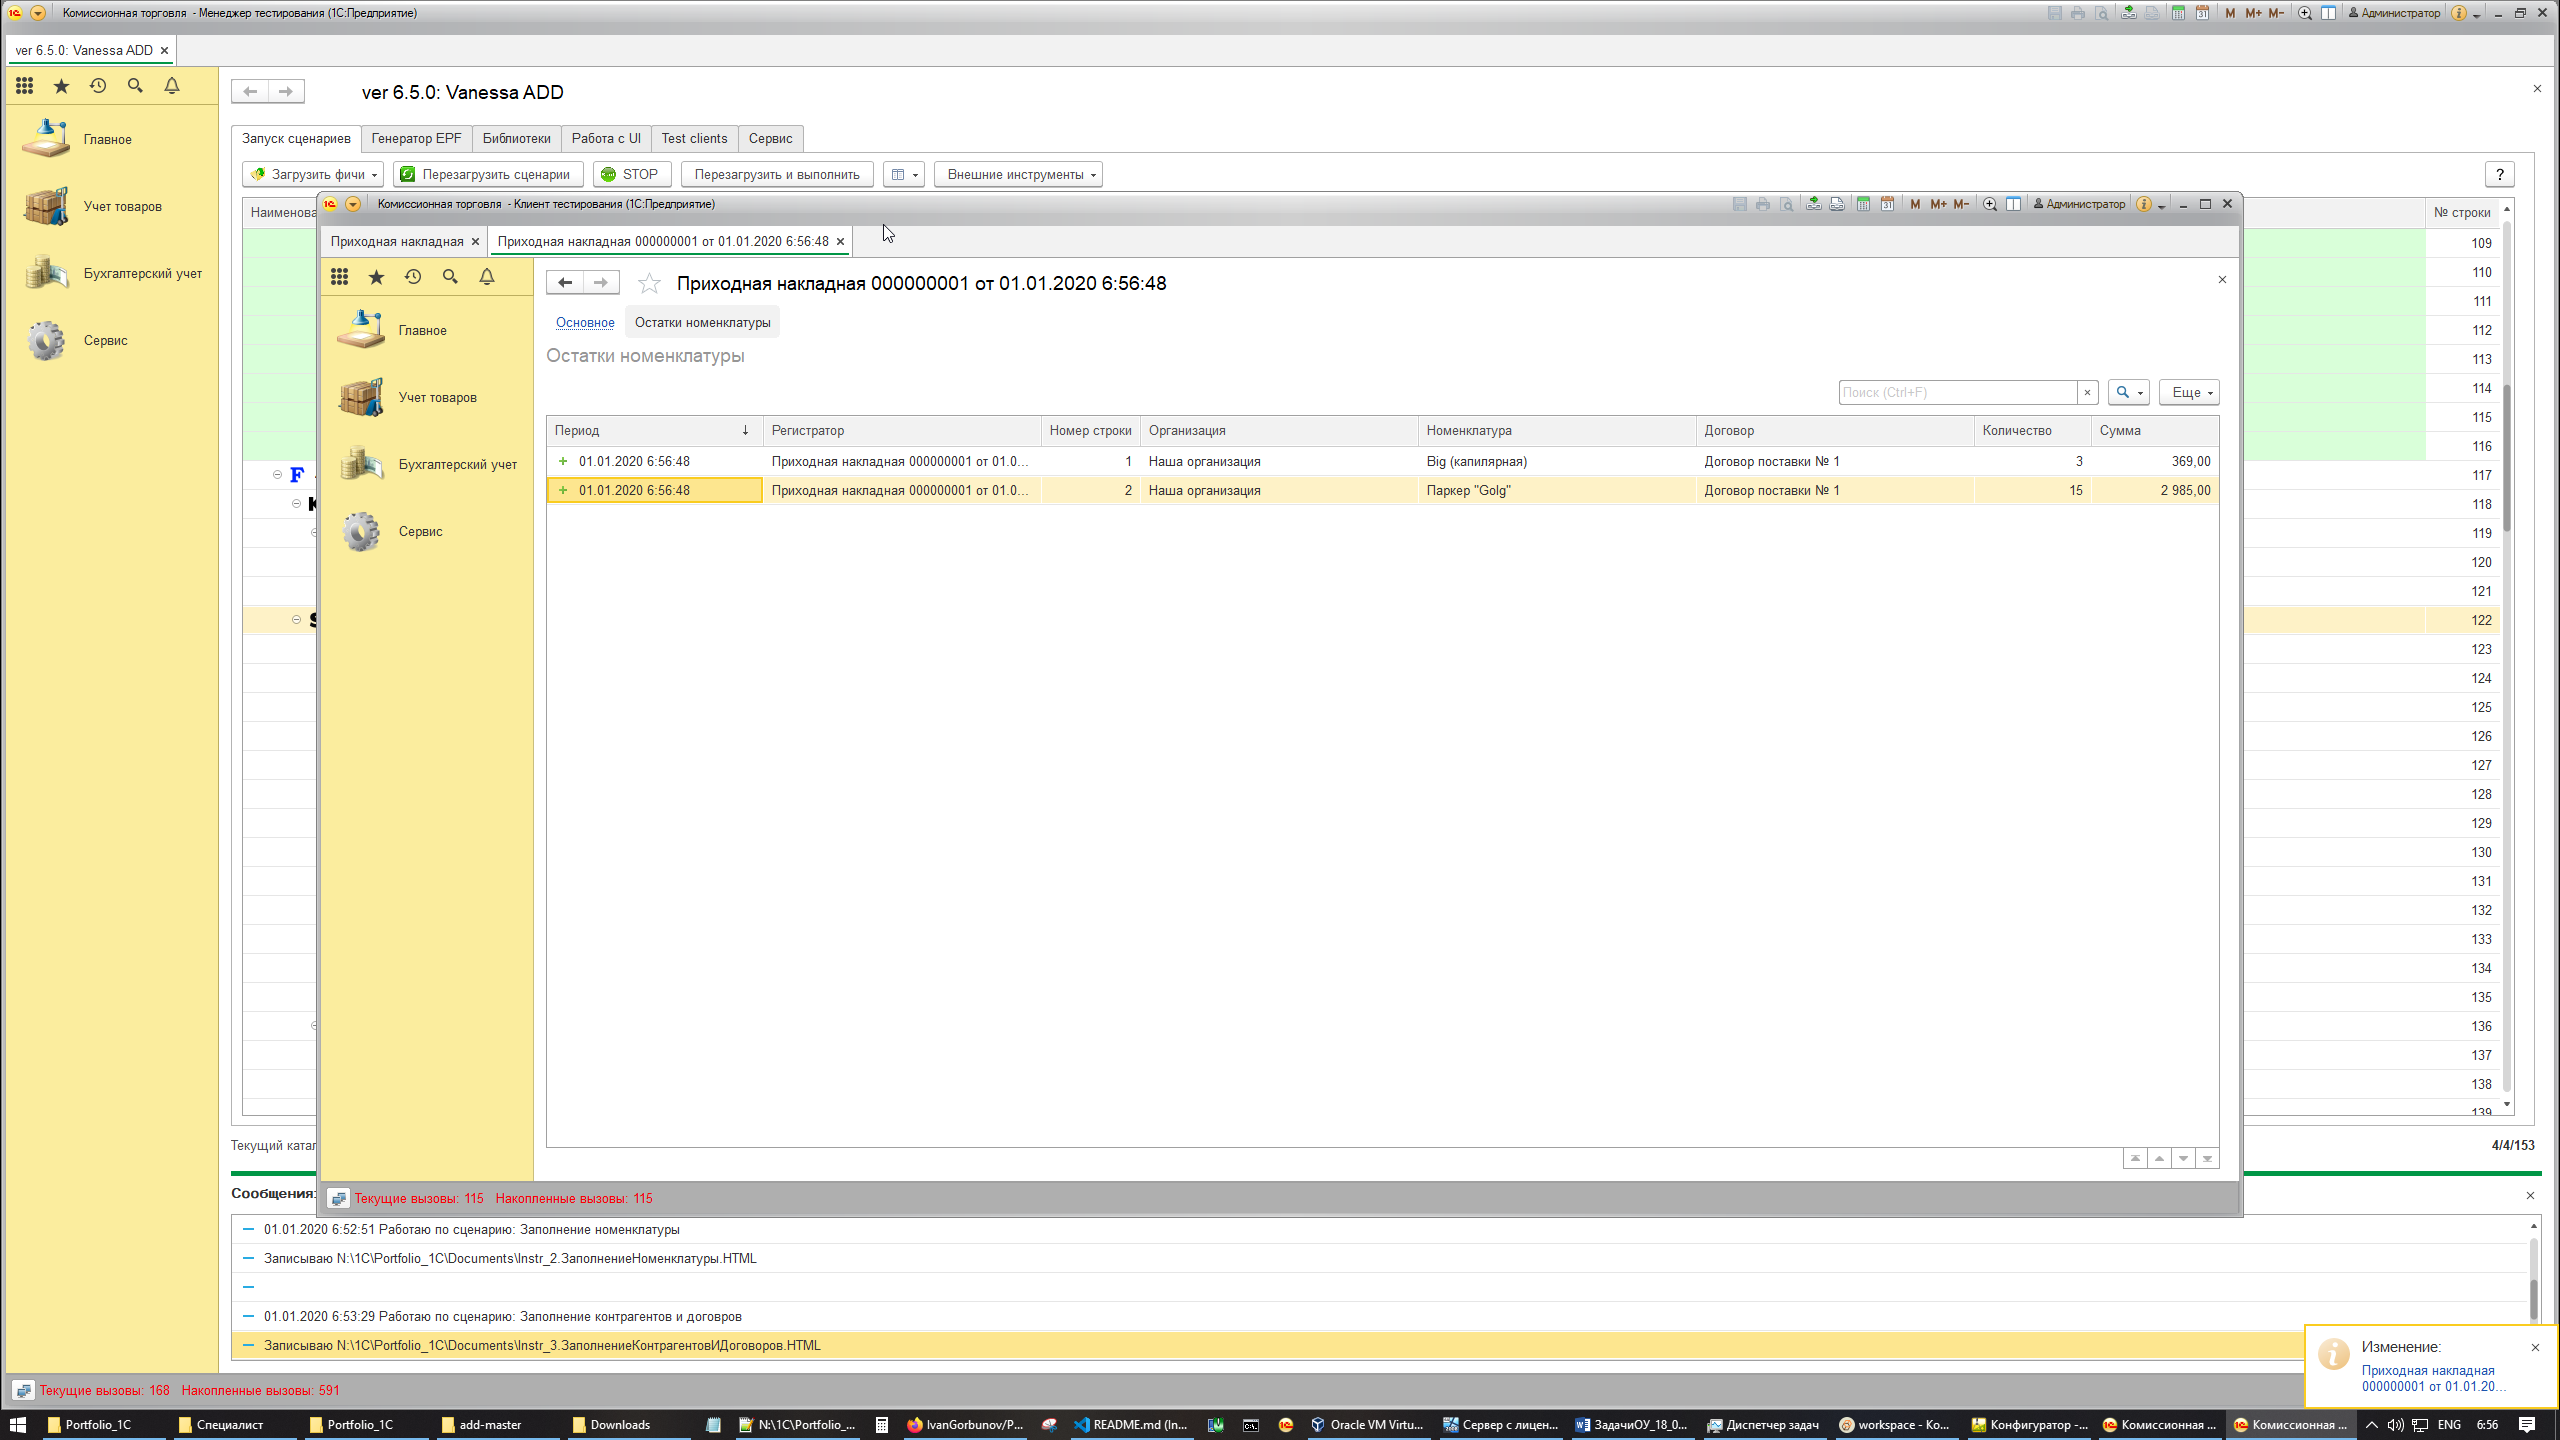 Комиссионная торговля - Менеджер тестирования (1С:Предприятие)
M M+ M- Администратор
ver 6.5.0: Vanessa ADD
ver 6.5.0: Vanessa ADD
Главное
Учет товаров
Бухгалтерский учет
Сервис
Запуск сценариев Генератор EPF Библиотеки Работа с UI Test clients Сервис
Загрузить фичи Перезагрузить сценарии STOP Перезагрузить и выполнить Внешние инструменты ?
Наименова
№ строки
109
110
111
112
113
114
115
116
117
118
119
120
121
122
123
124
125
126
127
128
129
130
131
132
133
134
135
136
137
138
139
Комиссионная торговля - Клиент тестирования (1С:Предприятие)
M M+ M- Администратор
Приходная накладная Приходная накладная 000000001 от 01.01.2020 6:56:48
Приходная накладная 000000001 от 01.01.2020 6:56:48
Главное
Учет товаров
Бухгалтерский учет
Сервис
Основное Остатки номенклатуры
Остатки номенклатуры
Поиск (Ctrl+F) Еще
Период Регистратор Номер строки Организация Номенклатура Договор Количество Сумма
01.01.2020 6:56:48 Приходная накладная 000000001 от 01.0... 1 Наша организация Big (капилярная) Договор поставки № 1 3 369,00
01.01.2020 6:56:48 Приходная накладная 000000001 от 01.0... 2 Наша организация Паркер "Golg" Договор поставки № 1 15 2 985,00
Текущие вызовы: 115 Накопленные вызовы: 115
Текущий катал
4/4/153
Сообщения:
01.01.2020 6:52:51 Работаю по сценарию: Заполнение номенклатуры
Записываю N:\1C\Portfolio_1C\Documents\Instr_2.ЗаполнениеНоменклатуры.HTML
01.01.2020 6:53:29 Работаю по сценарию: Заполнение контрагентов и договров
Записываю N:\1C\Portfolio_1C\Documents\Instr_3.ЗаполнениеКонтрагентовИДоговоров.HTML
Изменение:
Приходная накладная
000000001 от 01.01.20...
Текущие вызовы: 168 Накопленные вызовы: 591
Portfolio_1C Специалист Portfolio_1C add-master Downloads N:\1C\Portfolio_... IvanGorbunov/P... README.md (In... Oracle VM Virtu... Сервер с лицен... ЗадачиОУ_18_0... Диспетчер задач workspace - Ко... Конфигуратор -... Комиссионная ... Комиссионная ... ENG 6:56